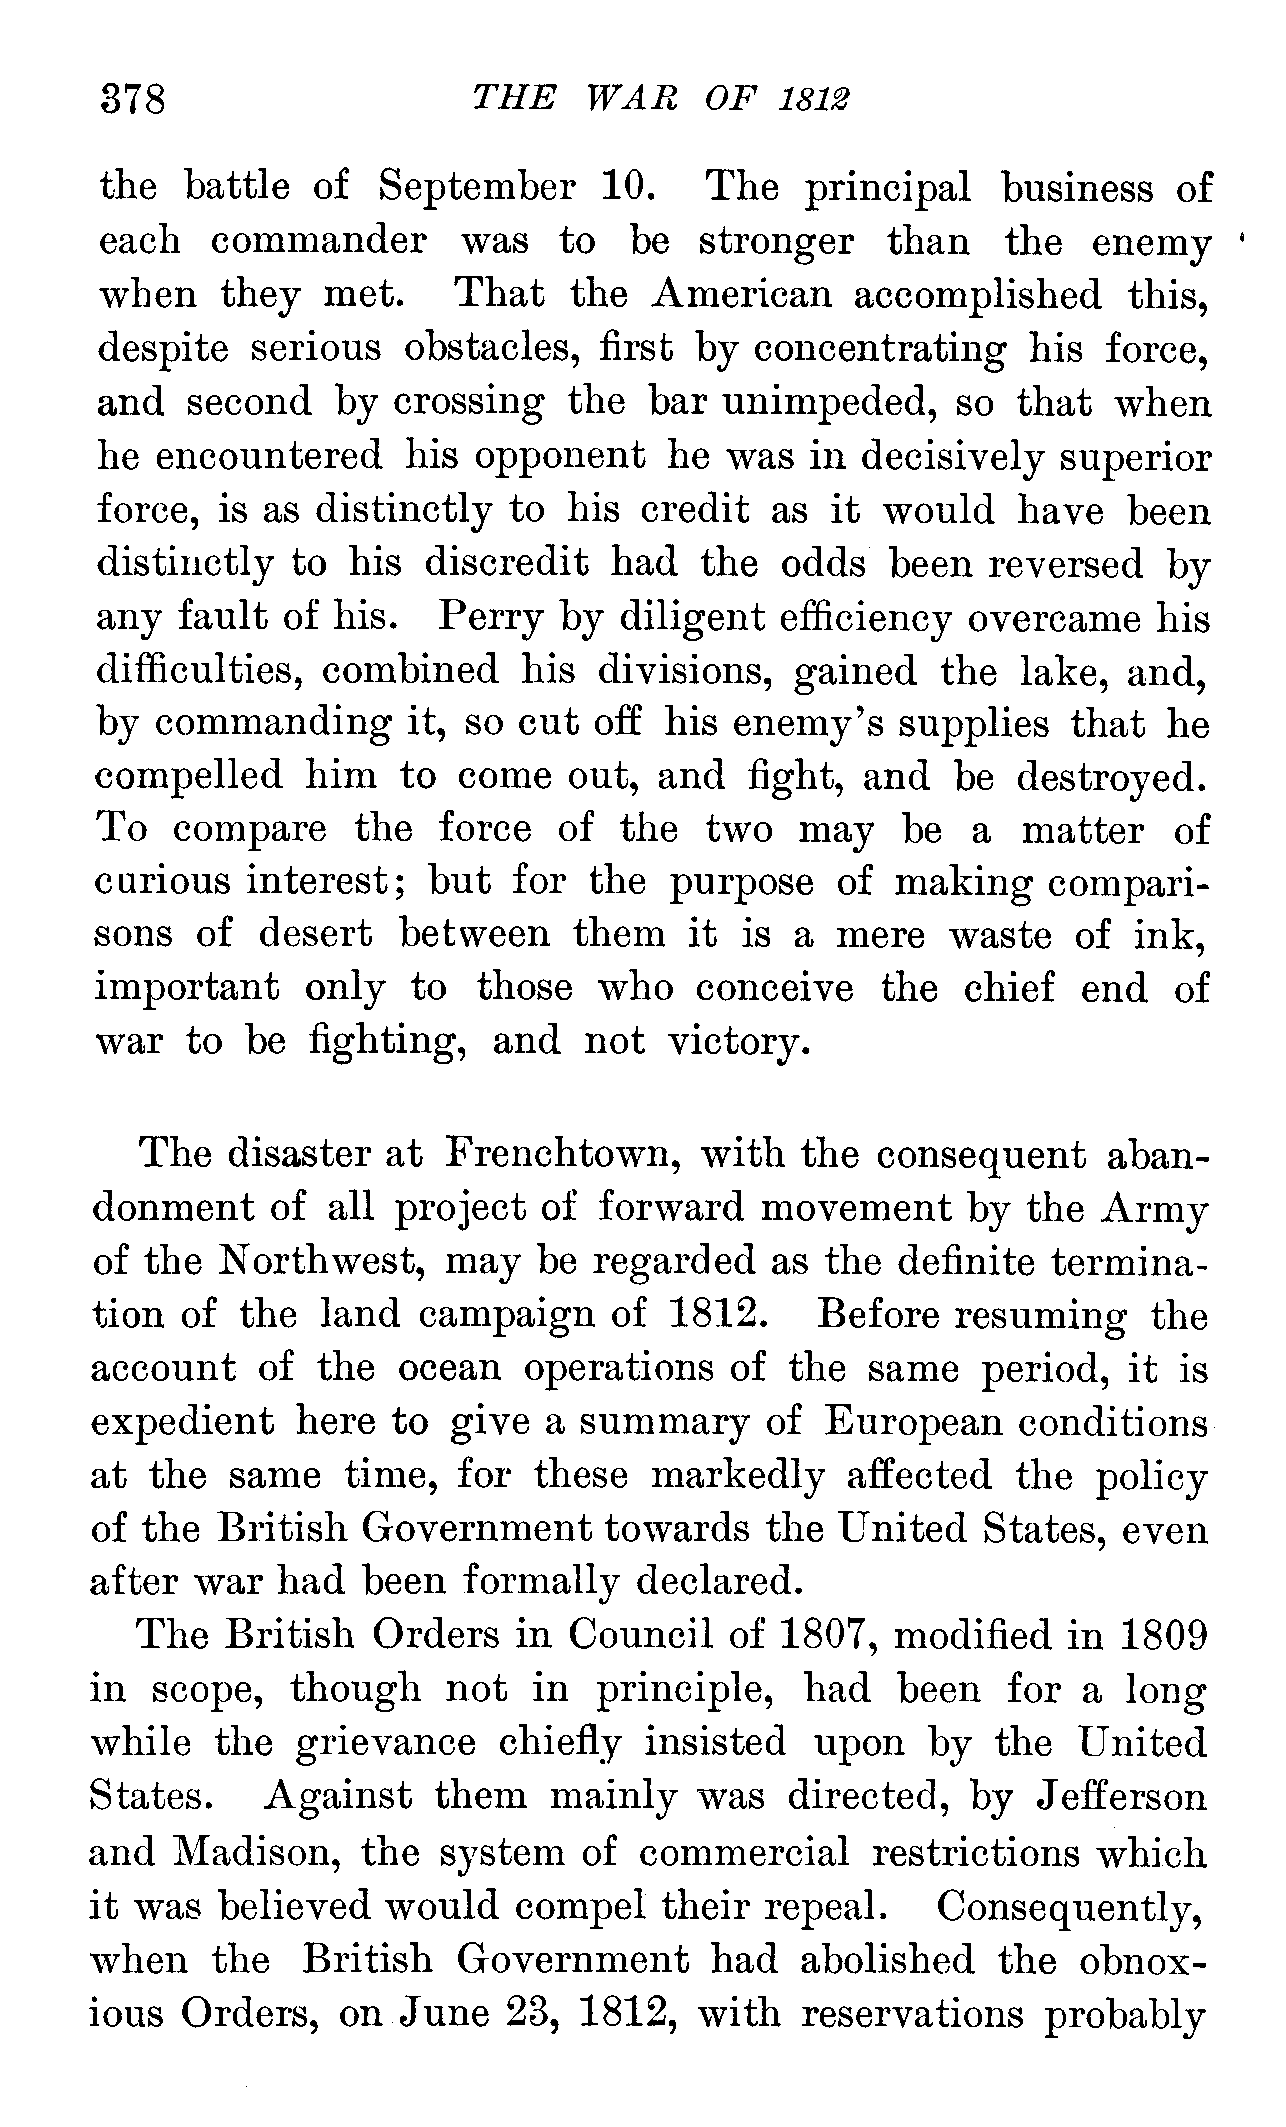 378 THE WAR OF 1812
the battle of September 10. The principal business of
each commander was to be stronger than the enemy
when they met. That the American accomplished this,
despite serious obstacles, first by concentrating his force,
and second by crossing the bar unimpeded, so that when
he encountered his opponent he was in decisively superior
force, is as distinctly to his credit as it would have been
distinctly to his discredit had the odds been reversed by
any fault of his. Perry by diligent efficiency overcame his
difficulties, combined his divisions, gained the lake, and,
by commanding it, so cut off his enemy's supplies that he
compelled him to come out, and fight, and be destroyed.
To compare the force of the two may be a matter of
curious interest; but for the purpose of making compari-
sons of desert between them it is a mere waste of ink,
important only to those who conceive the chief end of
war to be fighting, and not victory.
The disaster at Frenchtown, with the consequent aban-
donment of all project of forward movement by the Army
of the Northwest, may be regarded as the definite termina-
tion of the land campaign of 1812. Before resuming the
account of the ocean operations of the same period, it is
expedient here to give a summary of European conditions
at the same time, for these markedly affected the policy
of the British Government towards the United States, even
after war had been formally declared.
The British Orders in Council of 1807, modified in 1809
in scope, though not in principle, had been for a long
while the grievance chiefly insisted upon by the United
States. Against them mainly was directed, by Jefferson
and Madison, the system of commercial restrictions which
it was believed would compel their repeal. Consequently,
when the British Government had abolished the obnox-
ious Orders, on June 23, 1812, with reservations probably